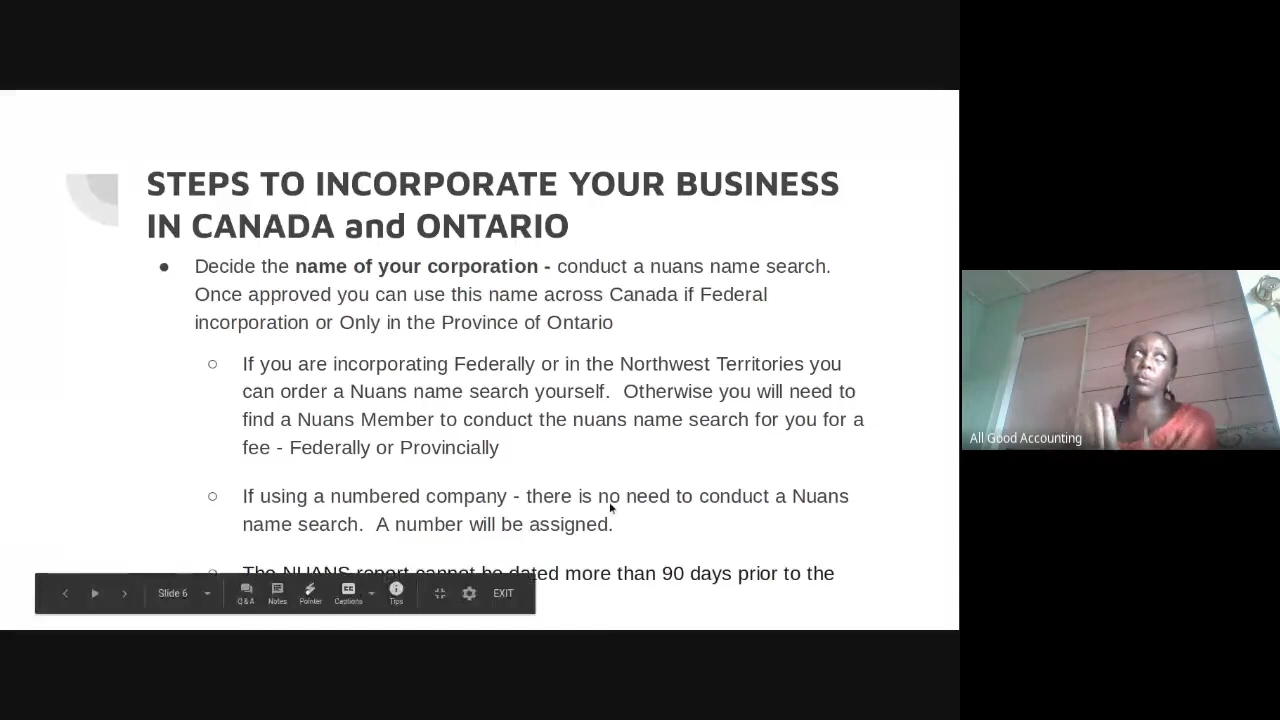 STEPS TO INCORPORATE YOUR BUSINESS
IN CANADA and ONTARIO
● Decide the name of your corporation - conduct a nuans name search.
Once approved you can use this name across Canada if Federal
incorporation or Only in the Province of Ontario
○ If you are incorporating Federally or in the Northwest Territories you
can order a Nuans name search yourself. Otherwise you will need to
find a Nuans Member to conduct the nuans name search for you for a
fee - Federally or Provincially
○ If using a numbered company - there is no need to conduct a Nuans
name search. A number will be assigned.
○ The NUANS report cannot be dated more than 90 days prior to the
Slide 6
Q & A Notes Pointer Captions Tips EXIT
All Good Accounting